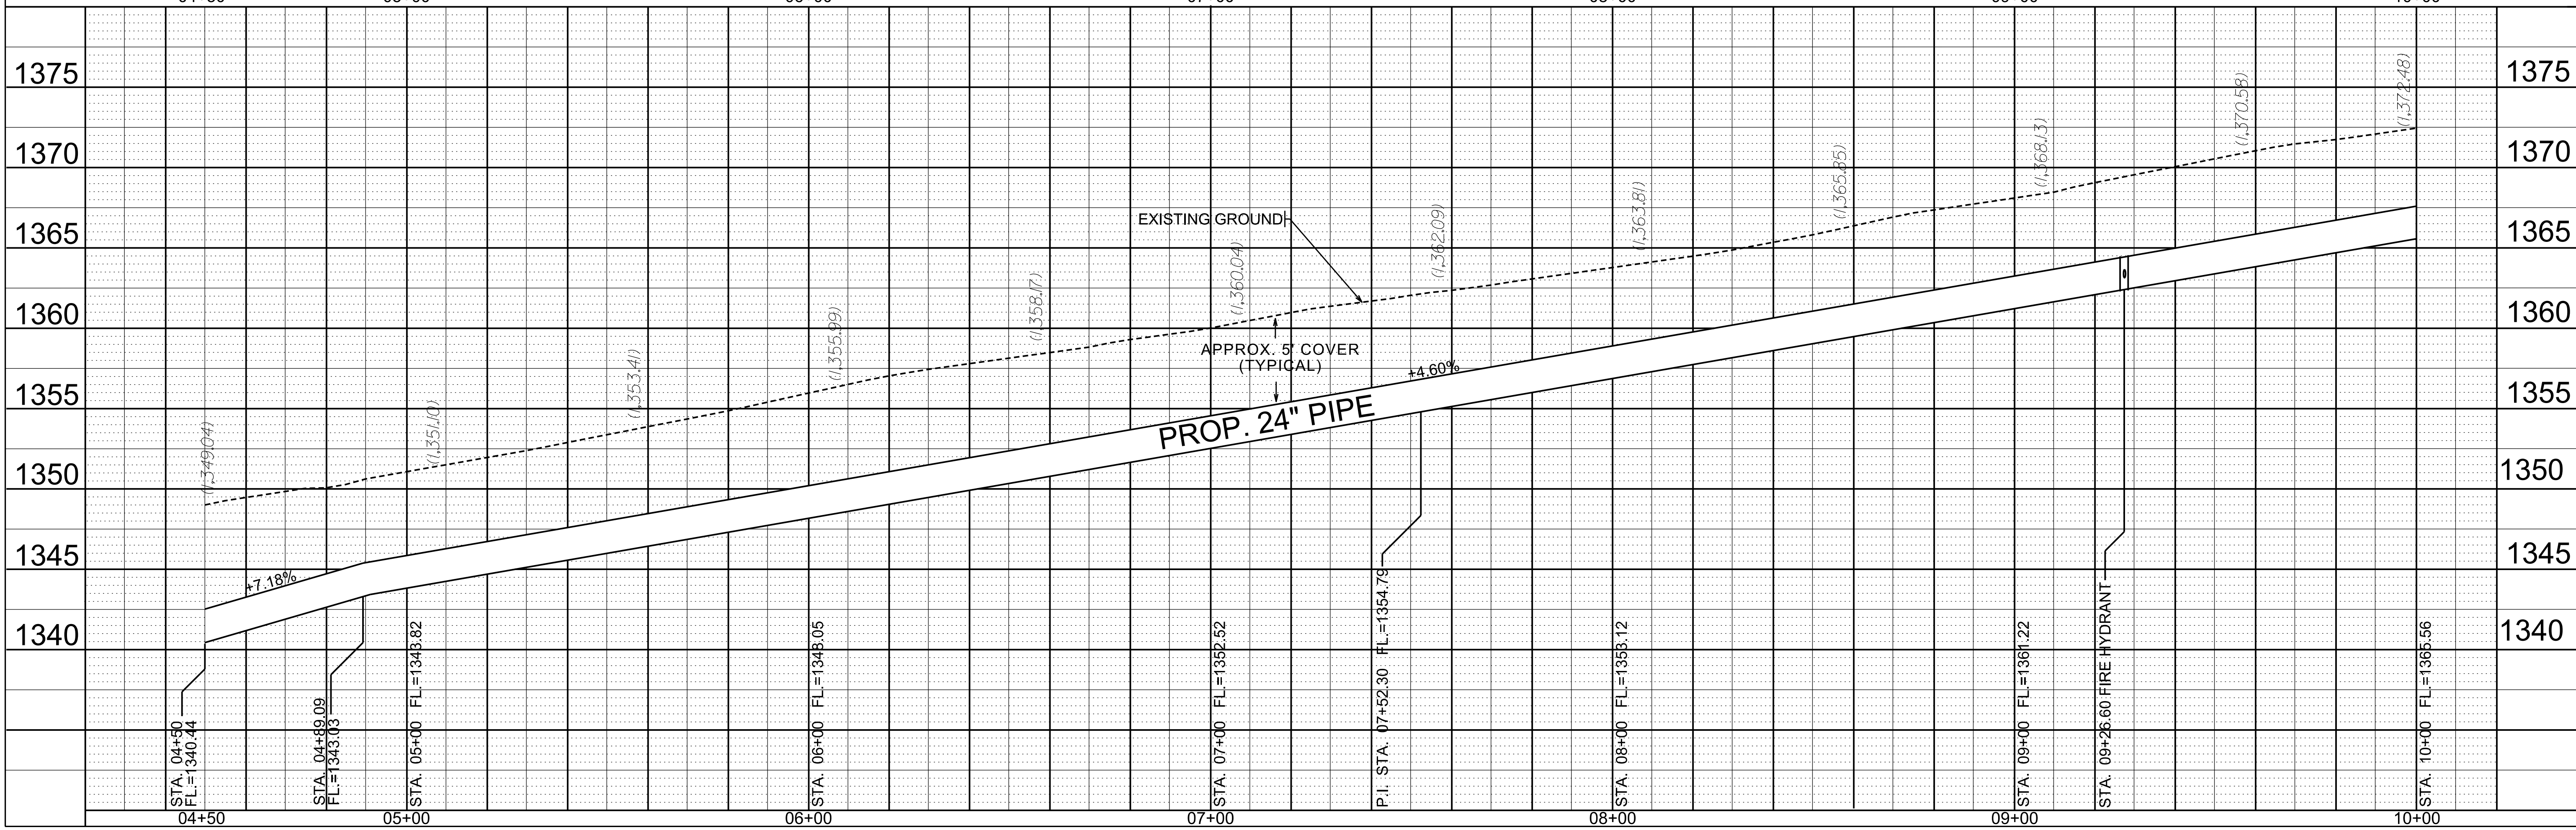 1375
1370
1365
1360
1355
1350
1345
1340
1375
1370
1365
1360
1355
1350
1345
1340
(1,349.04)
(1,351.10)
(1,353.41)
(1,355.99)
(1,358.17)
(1,360.04)
(1,362.09)
(1,363.81)
(1,365.85)
(1,368.13)
(1,370.58)
(1,372.48)
EXISTING GROUND
APPROX. 5' COVER
(TYPICAL)
+4.60%
PROP. 24" PIPE
+7.18%
STA. 04+50
FL.=1340.44
STA. 04+89.09
FL=1343.03
STA. 05+00 FL.=1343.82
STA. 06+00 FL.=1348.05
STA. 07+00 FL.=1352.52
P.I. STA. 07+52.30 FL.=1354.79
STA. 08+00 FL.=1353.12
STA. 09+00 FL.=1361.22
STA. 09+26.60 FIRE HYDRANT
STA. 10+00 FL.=1365.56
04+50
05+00
06+00
07+00
08+00
09+00
10+00